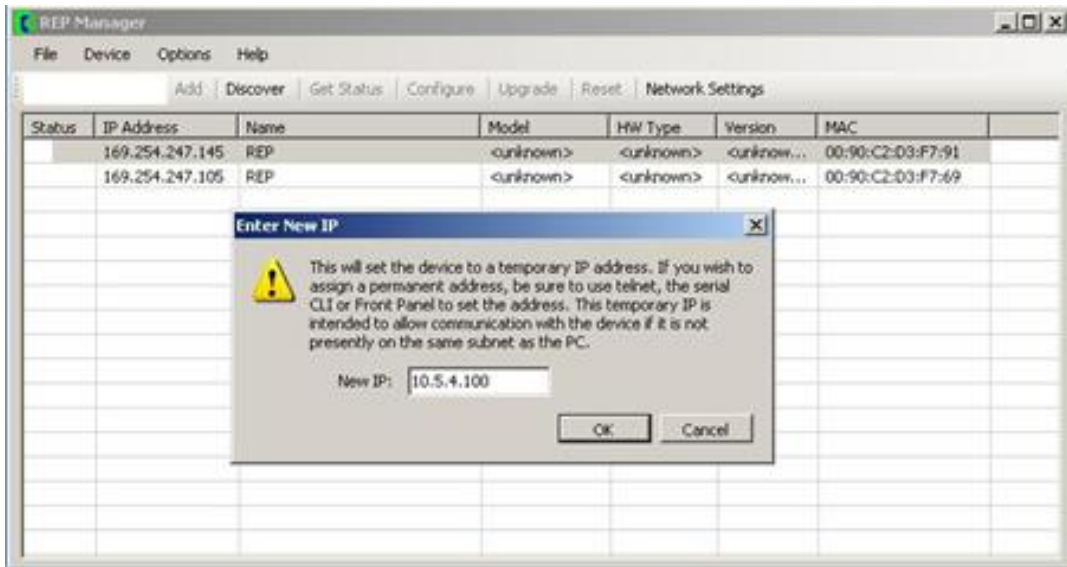 REP Manager
File Device Options Help
Add Discover Get Status Configure Upgrade Reset Network Settings
Status IP Address Name Model HW Type Version MAC
169.254.247.145 REP <unknown> <unknown> <unknow... 00:90:C2:D3:F7:91
169.254.247.105 REP <unknown> <unknown> <unknow... 00:90:C2:D3:F7:69
Enter New IP
This will set the device to a temporary IP address. If you wish to
assign a permanent address, be sure to use telnet, the serial
CLI or Front Panel to set the address. This temporary IP is
intended to allow communication with the device if it is not
presently on the same subnet as the PC.
New IP: 10.5.4.100
OK Cancel